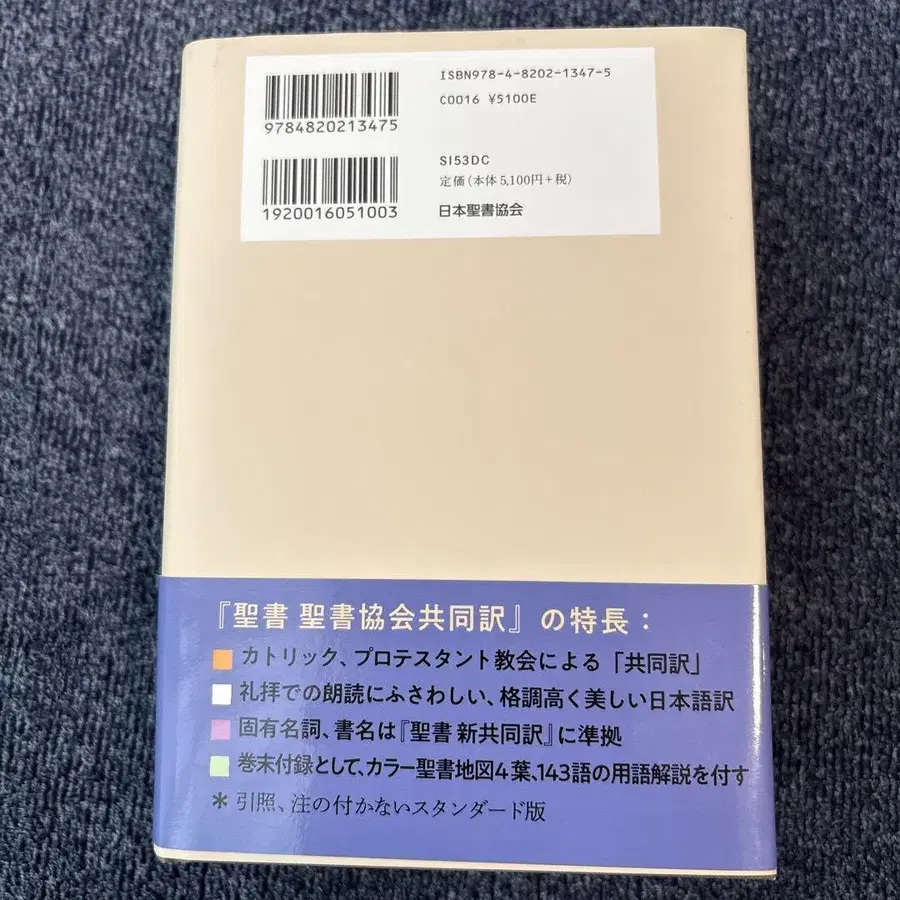 ISBN978-4-8202-1347-5
C0016 ¥5100E
9784820213475
SI53DC
定価(本体5,100円+税)
1920016051003
日本聖書協会
『聖書 聖書協会共同訳』の特長:
カトリック、プロテスタント教会による「共同訳」
礼拝での朗読にふさわしい、格調高く美しい日本語訳
固有名詞、書名は『聖書 新共同訳』に準拠
巻末付録として、カラー聖書地図4葉、143語の用語解説を付す
*引照、注の付かないスタンダード版